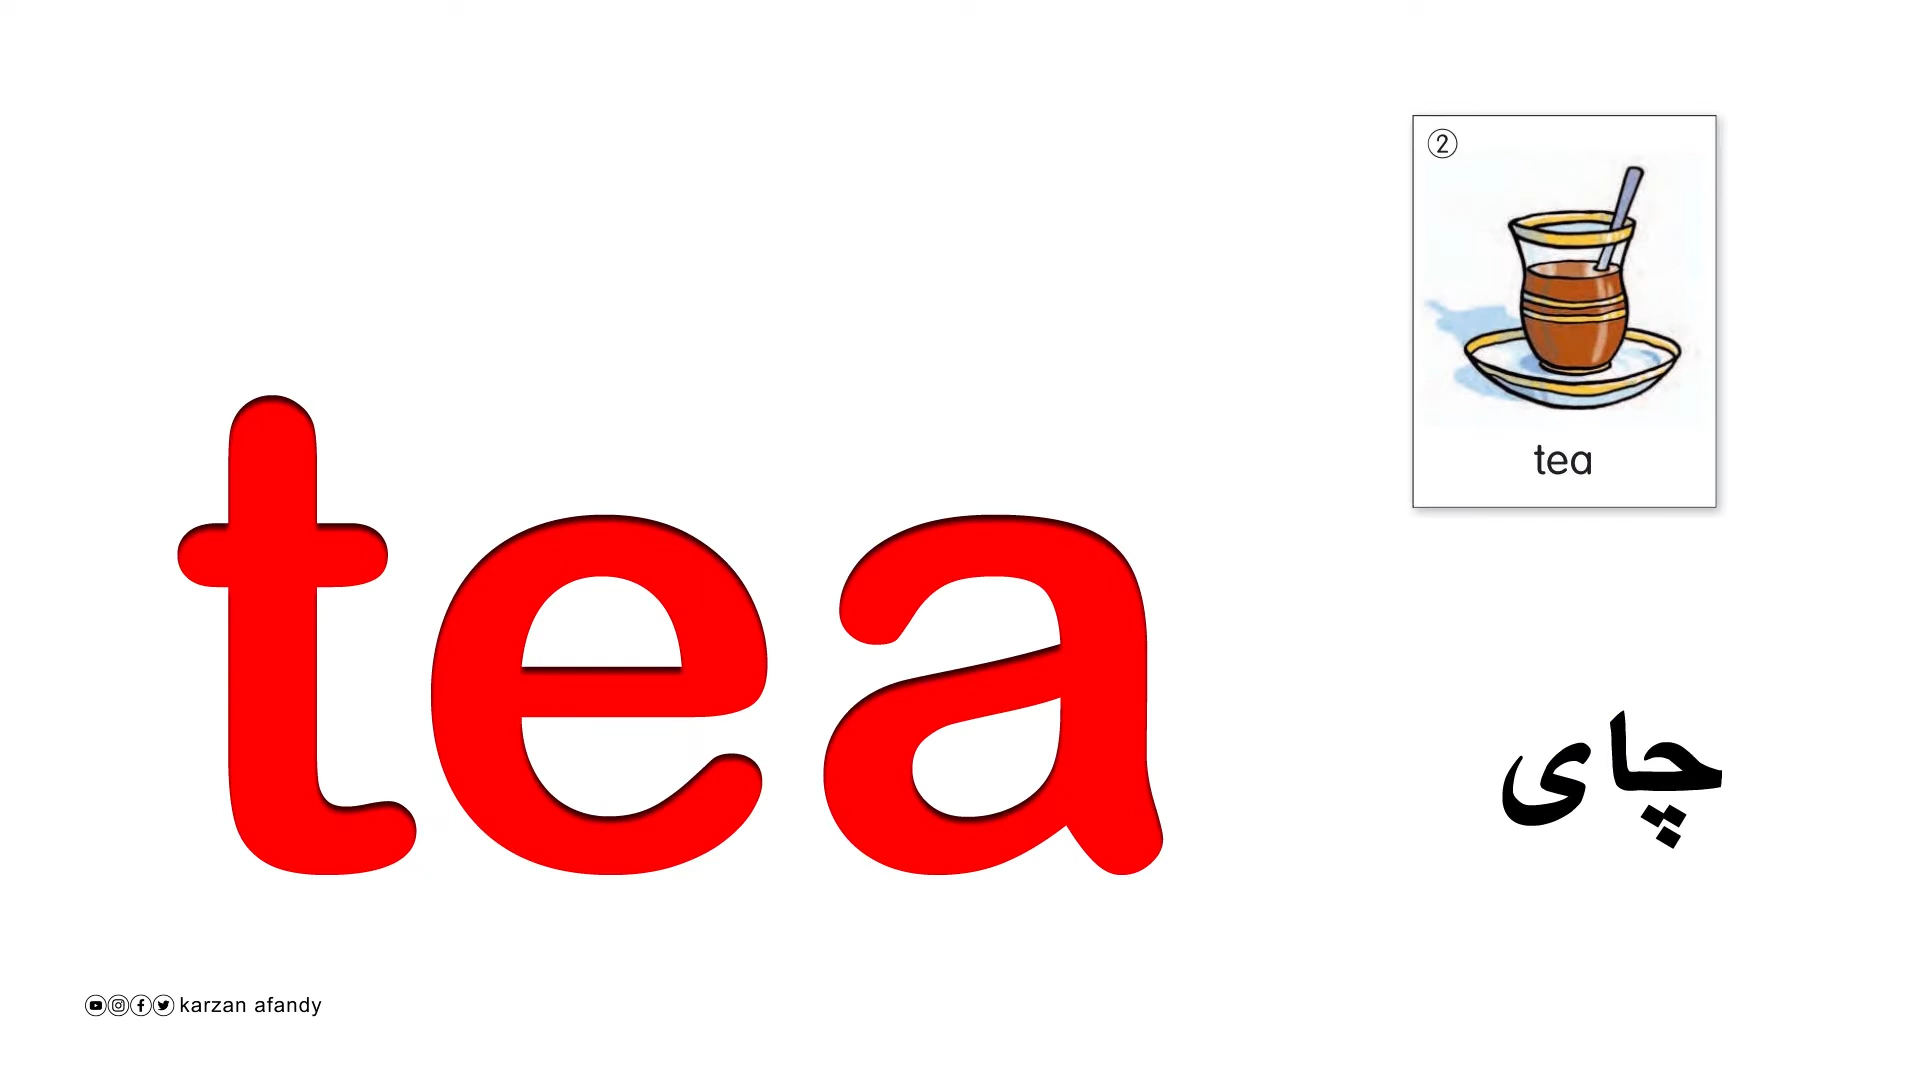 tea
②
tea
چای
karzan afandy